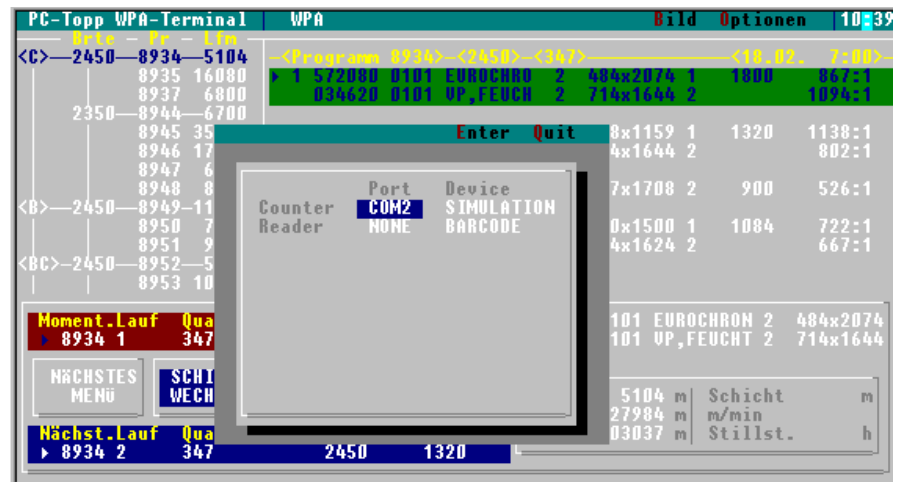 PC-Topp WPA-Terminal WPA Bild Optionen 10:39
Brte - Pr - Lfm
<C>—2450—8934—5104 —<Programm 8934>—<2450>—<347> <18.02. 7:00>
8935 16080 1 572080 0101 EUROCHRO 2 484x2074 1 1800 867:1
8937 6800 034620 0101 VP,FEUCH 2 714x1644 2 1094:1
2350—8944—6700
8945 35 8x1159 1 1320 1138:1
8946 17 4x1644 2 802:1
8947 6
8948 8 7x1708 2 900 526:1
<B>—2450—8949—11
8950 7 0x1500 1 1084 722:1
8951 9 4x1624 2 667:1
<BC>—2450—8952—5
8953 10
Enter Quit
Port Device
Counter COM2 SIMULATION
Reader NONE BARCODE
Moment.Lauf Qua 101 EUROCHRON 2 484x2074
8934 1 347 101 VP,FEUCHT 2 714x1644
NÄCHSTES SCHI
MENÜ WECH 5104 m Schicht m
27984 m m/min
Nächst.Lauf Qua 03037 m Stillst. h
8934 2 347 2450 1320